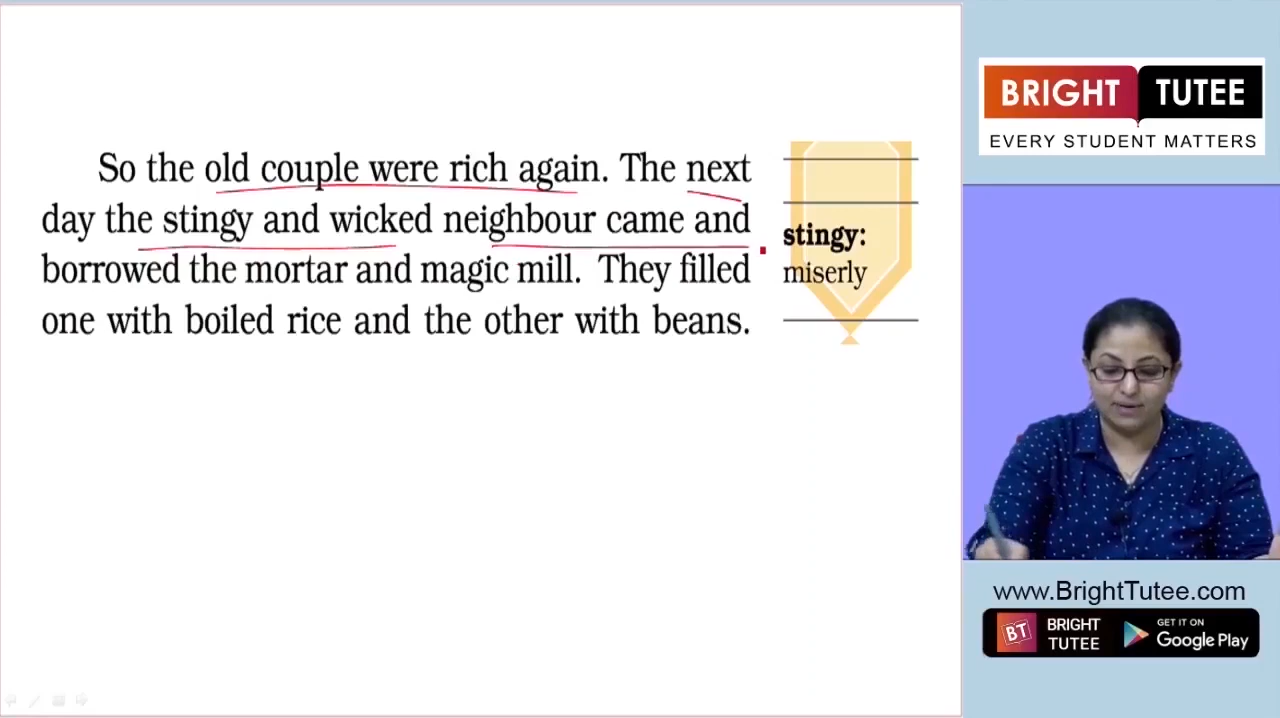 So the old couple were rich again. The next
day the stingy and wicked neighbour came and
borrowed the mortar and magic mill. They filled
one with boiled rice and the other with beans.
stingy:
miserly
BRIGHT TUTEE
EVERY STUDENT MATTERS
www.BrightTutee.com
BT
BRIGHT
TUTEE
GET IT ON
Google Play